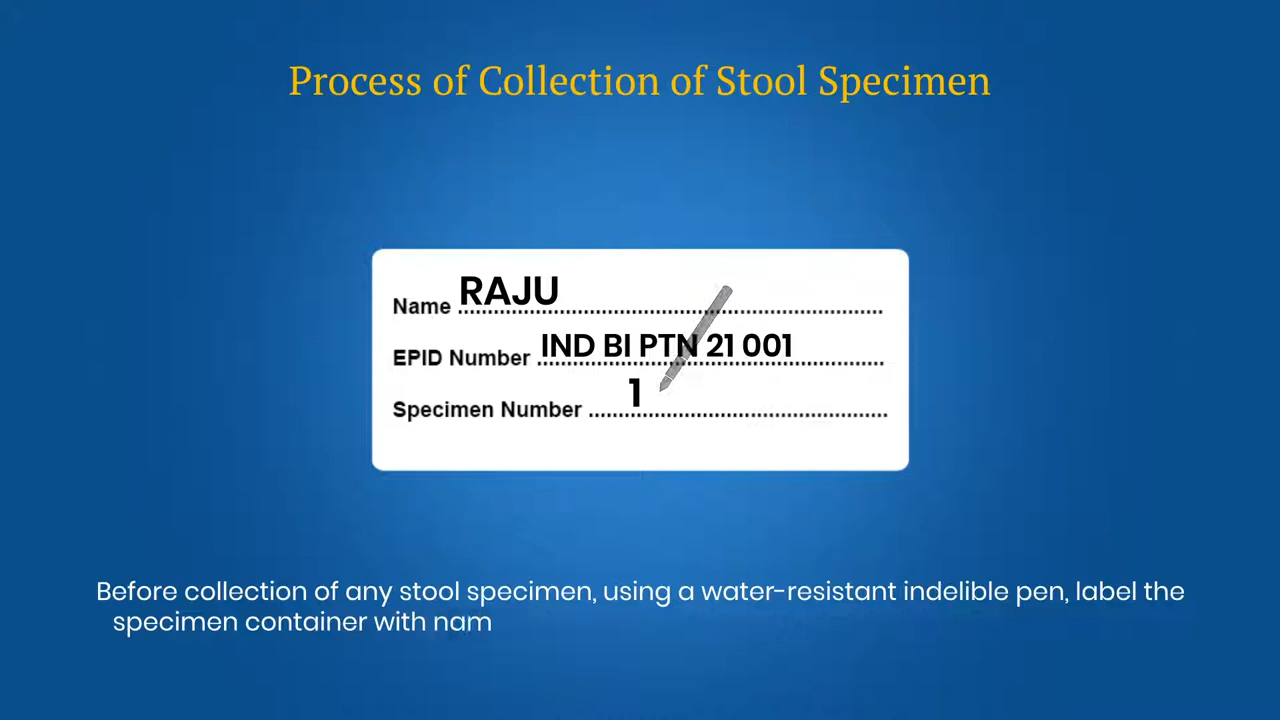 Process of Collection of Stool Specimen
Name RAJU
EPID Number IND BI PTN 21 001
Specimen Number 1
Before collection of any stool specimen, using a water-resistant indelible pen, label the
specimen container with nam